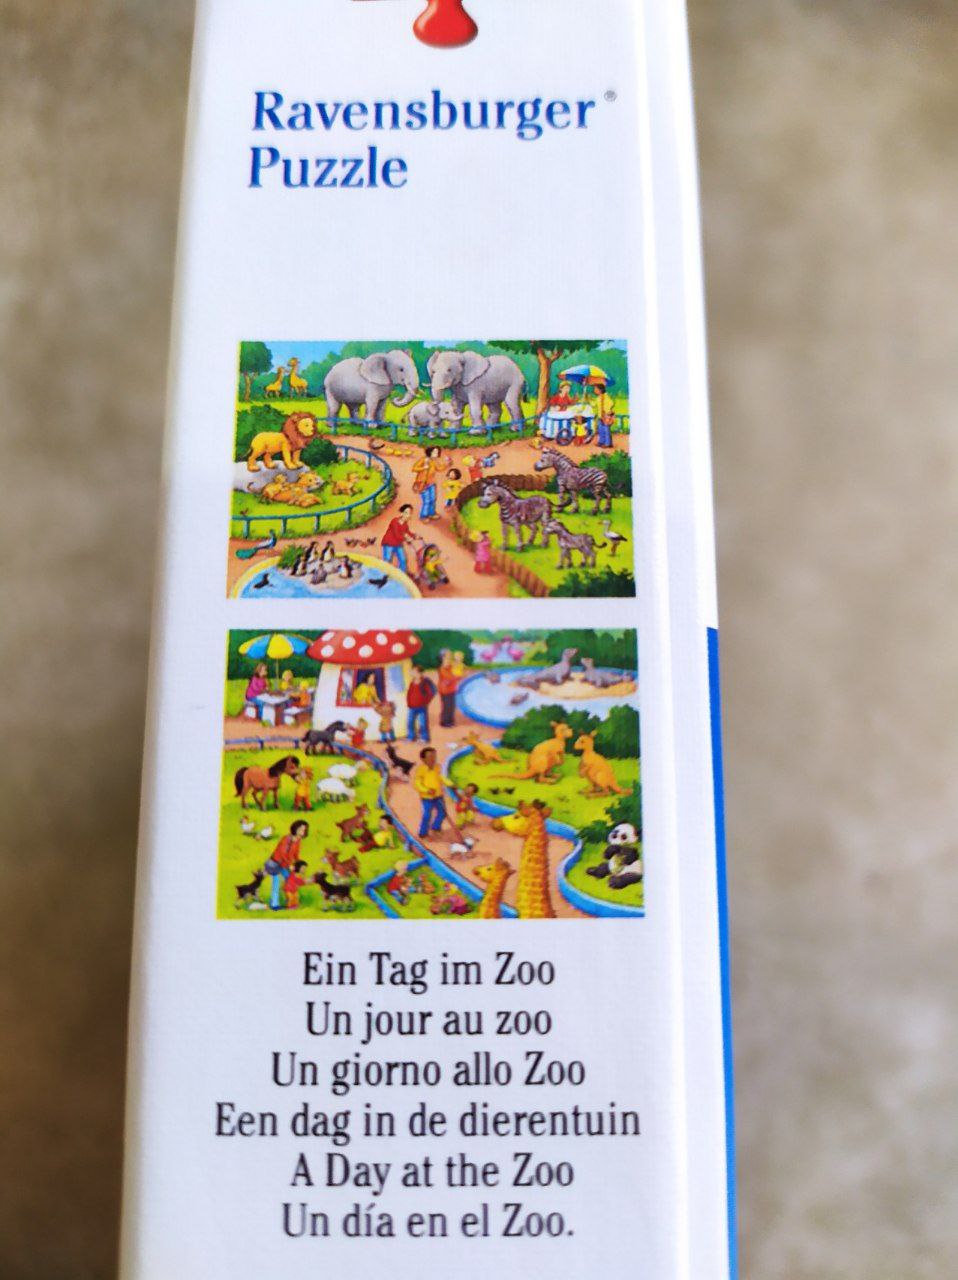 Ravensburger®
Puzzle
Ein Tag im Zoo
Un jour au zoo
Un giorno allo Zoo
Een dag in de dierentuin
A Day at the Zoo
Un día en el Zoo.